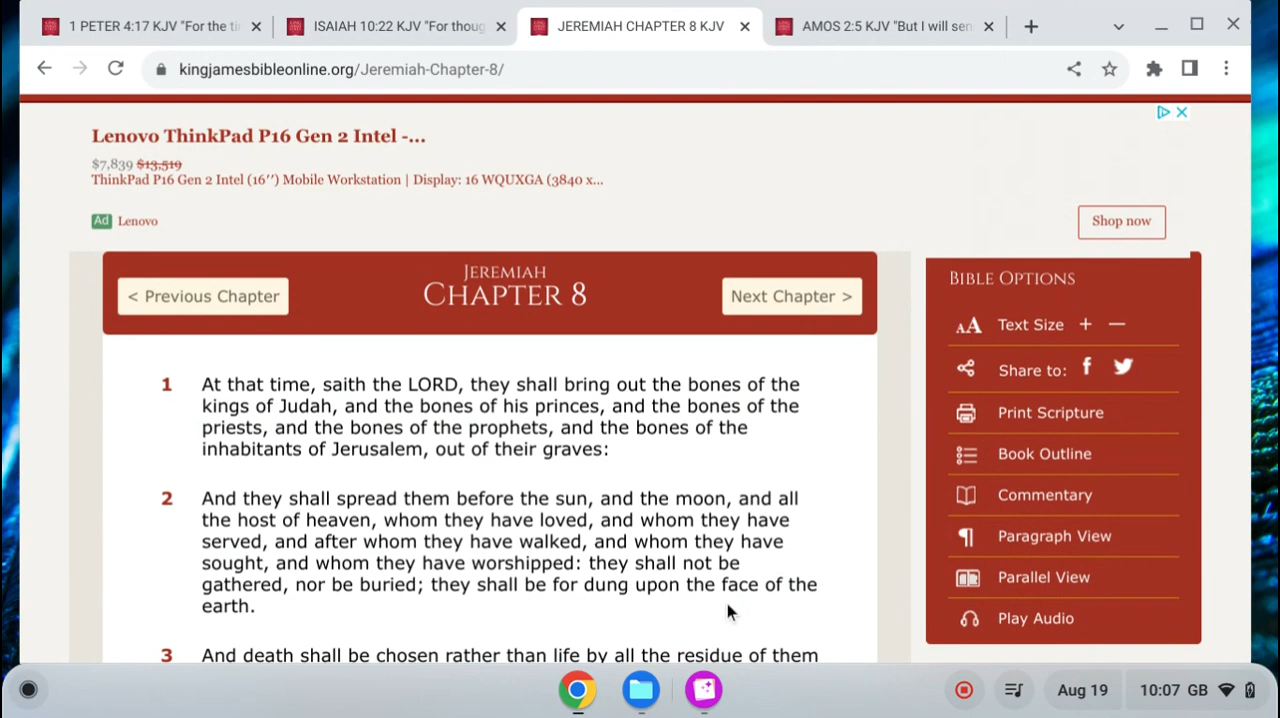 1 PETER 4:17 KJV "For the ti
ISAIAH 10:22 KJV "For thoug
JEREMIAH CHAPTER 8 KJV
AMOS 2:5 KJV "But I will sen
kingjamesbibleonline.org/Jeremiah-Chapter-8/
Lenovo ThinkPad P16 Gen 2 Intel -...
$7,839 $13,519
ThinkPad P16 Gen 2 Intel (16′′) Mobile Workstation | Display: 16 WQUXGA (3840 x...
Ad Lenovo
Shop now
< Previous Chapter
JEREMIAH
CHAPTER 8
Next Chapter >
1 At that time, saith the LORD, they shall bring out the bones of the
kings of Judah, and the bones of his princes, and the bones of the
priests, and the bones of the prophets, and the bones of the
inhabitants of Jerusalem, out of their graves:
2 And they shall spread them before the sun, and the moon, and all
the host of heaven, whom they have loved, and whom they have
served, and after whom they have walked, and whom they have
sought, and whom they have worshipped: they shall not be
gathered, nor be buried; they shall be for dung upon the face of the
earth.
3 And death shall be chosen rather than life by all the residue of them
BIBLE OPTIONS
AA Text Size + −
Share to:
Print Scripture
Book Outline
Commentary
Paragraph View
Parallel View
Play Audio
Aug 19
10:07 GB